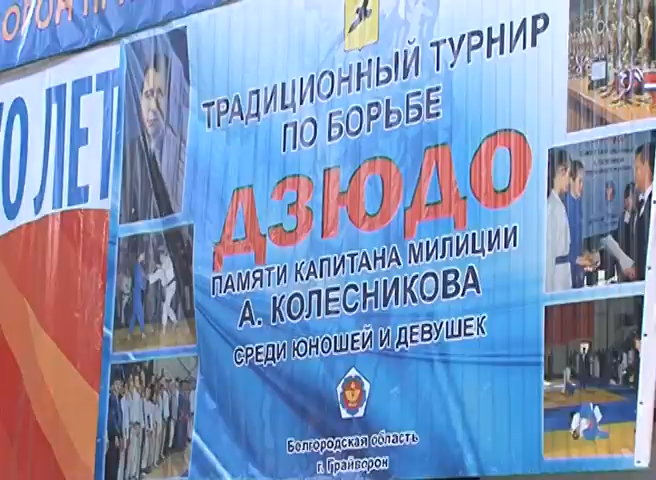 О ЛЕТ
ТРАДИЦИОННЫЙ ТУРНИР
ПО БОРЬБЕ
ДЗЮДО
ПАМЯТИ КАПИТАНА МИЛИЦИИ
А. КОЛЕСНИКОВА
СРЕДИ ЮНОШЕЙ И ДЕВУШЕК
Белгородская область
г. Грайворон